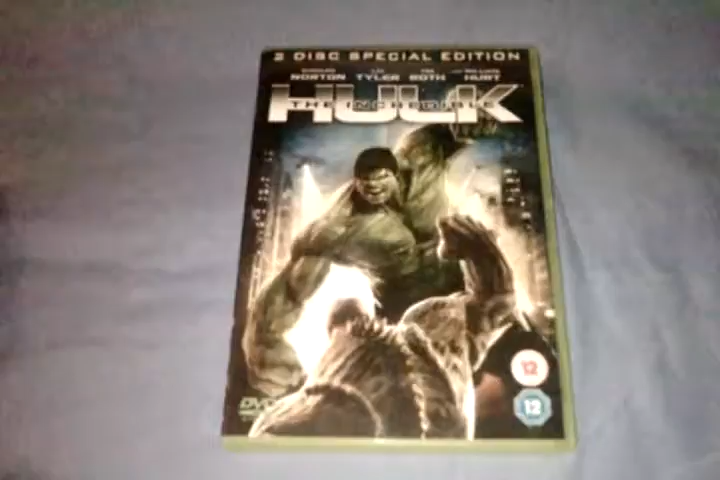 2 DISC SPECIAL EDITION
NORTON TYLER ROTH HURT
THE INCREDIBLE
HULK
12
DVD
12